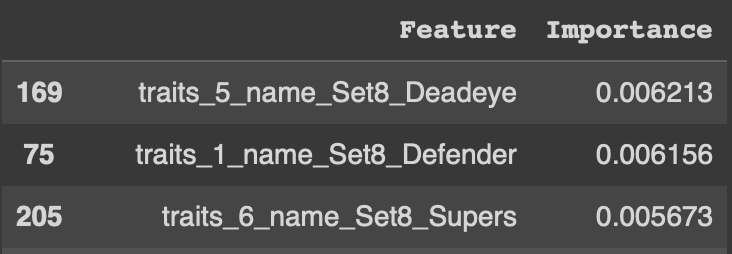 Feature Importance
169 traits_5_name_Set8_Deadeye 0.006213
75 traits_1_name_Set8_Defender 0.006156
205 traits_6_name_Set8_Supers 0.005673